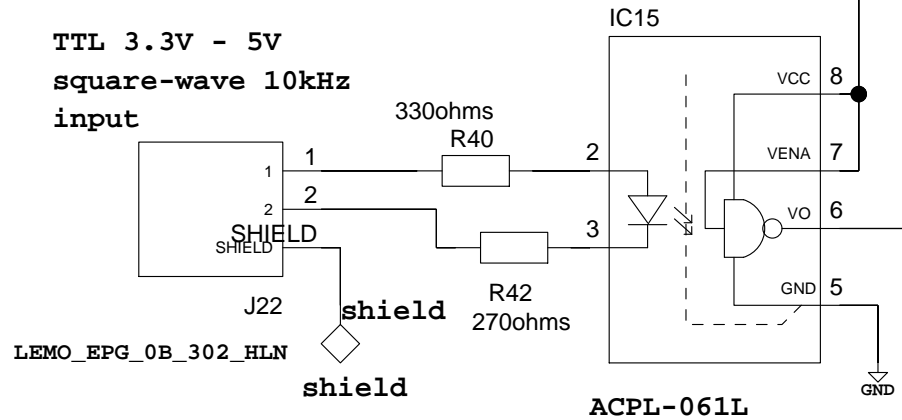 IC15
TTL 3.3V - 5V
square-wave 10kHz
input
330ohms
R40
VCC 8
VENA 7
VO 6
GND 5
1 1
2 2
SHIELD
SHIELD
2
3
J22
shield
R42
270ohms
LEMO_EPG_0B_302_HLN
shield
ACPL-061L
GND